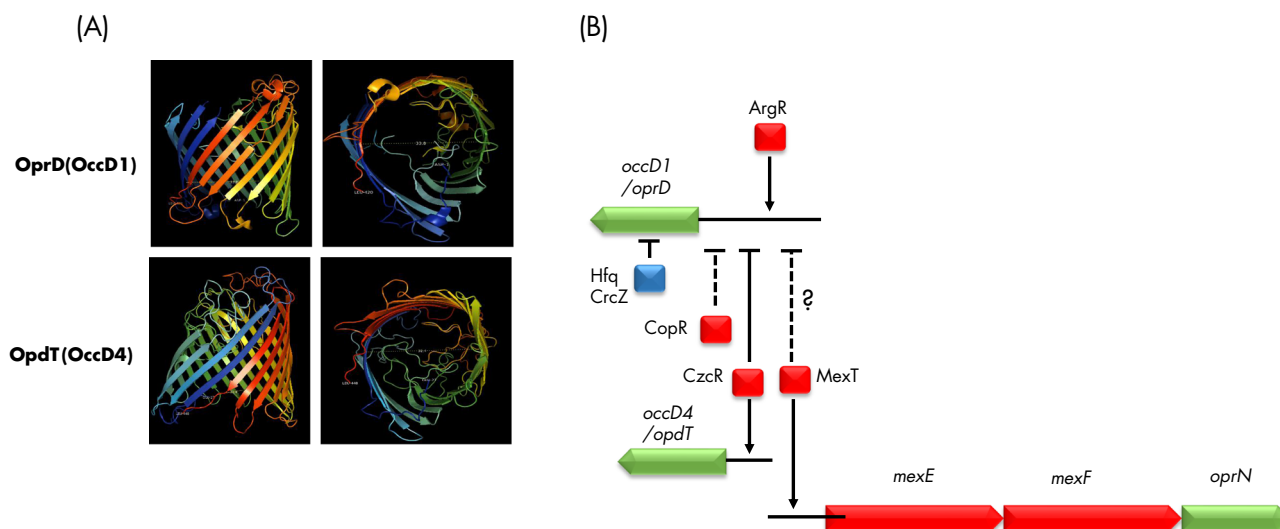 (A)
(B)
OprD(OccD1)
OpdT(OccD4)
ArgR
occD1
/oprD
Hfq
CrcZ
?
CopR
CzcR
MexT
occD4
/opdT
mexE
mexF
oprN